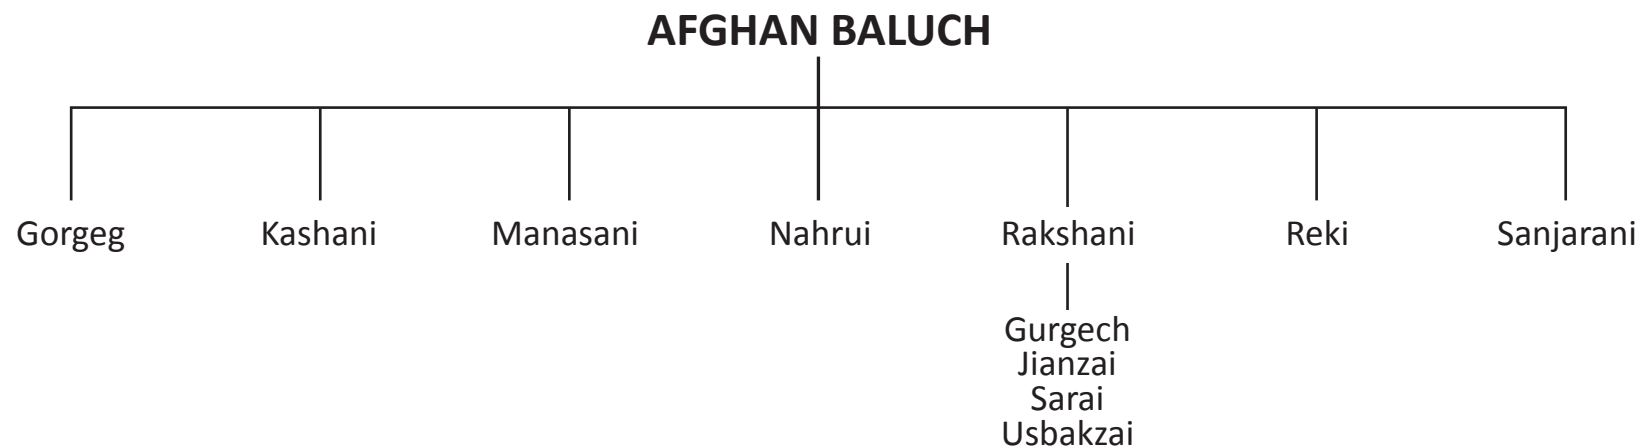 AFGHAN BALUCH
Gorgeg
Kashani
Manasani
Nahrui
Rakshani
Reki
Sanjarani
Gurgech
Jianzai
Sarai
Usbakzai